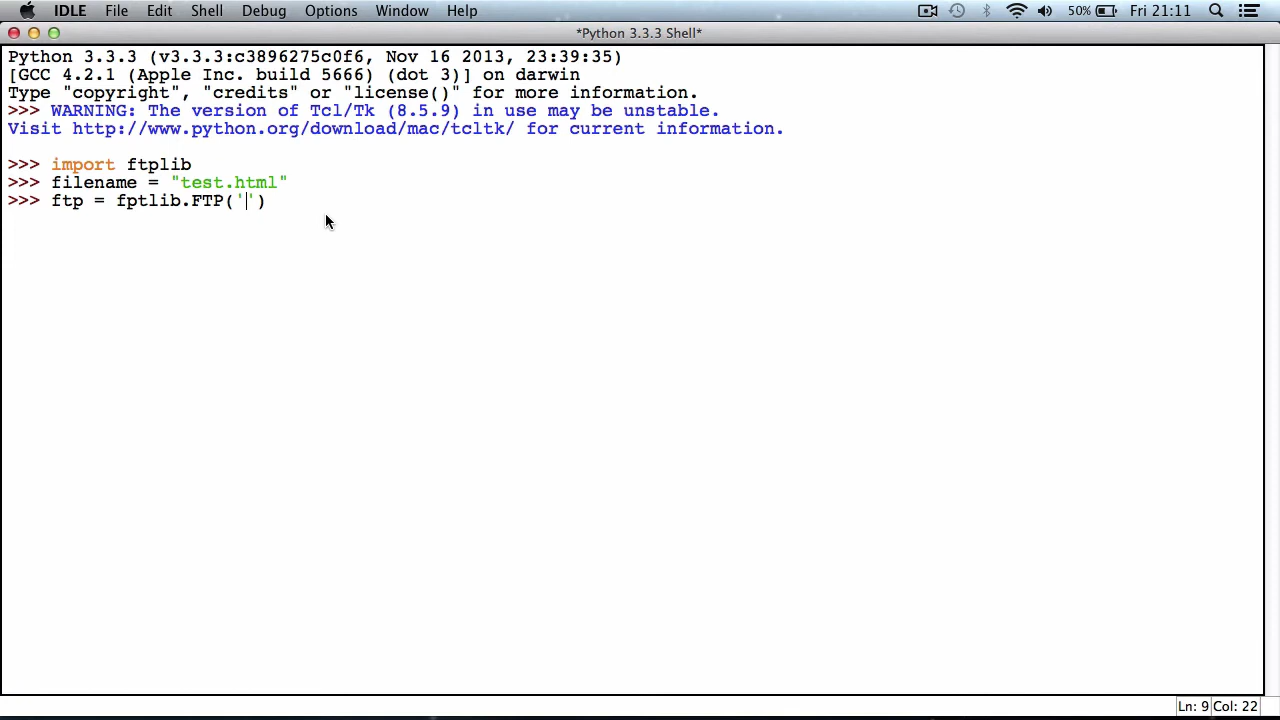 IDLE File Edit Shell Debug Options Window Help 50% Fri 21:11
*Python 3.3.3 Shell*
Python 3.3.3 (v3.3.3:c3896275c0f6, Nov 16 2013, 23:39:35)
[GCC 4.2.1 (Apple Inc. build 5666) (dot 3)] on darwin
Type "copyright", "credits" or "license()" for more information.
>>> WARNING: The version of Tcl/Tk (8.5.9) in use may be unstable.
Visit http://www.python.org/download/mac/tcltk/ for current information.
>>> import ftplib
>>> filename = "test.html"
>>> ftp = fptlib.FTP('')
Ln: 9 Col: 22